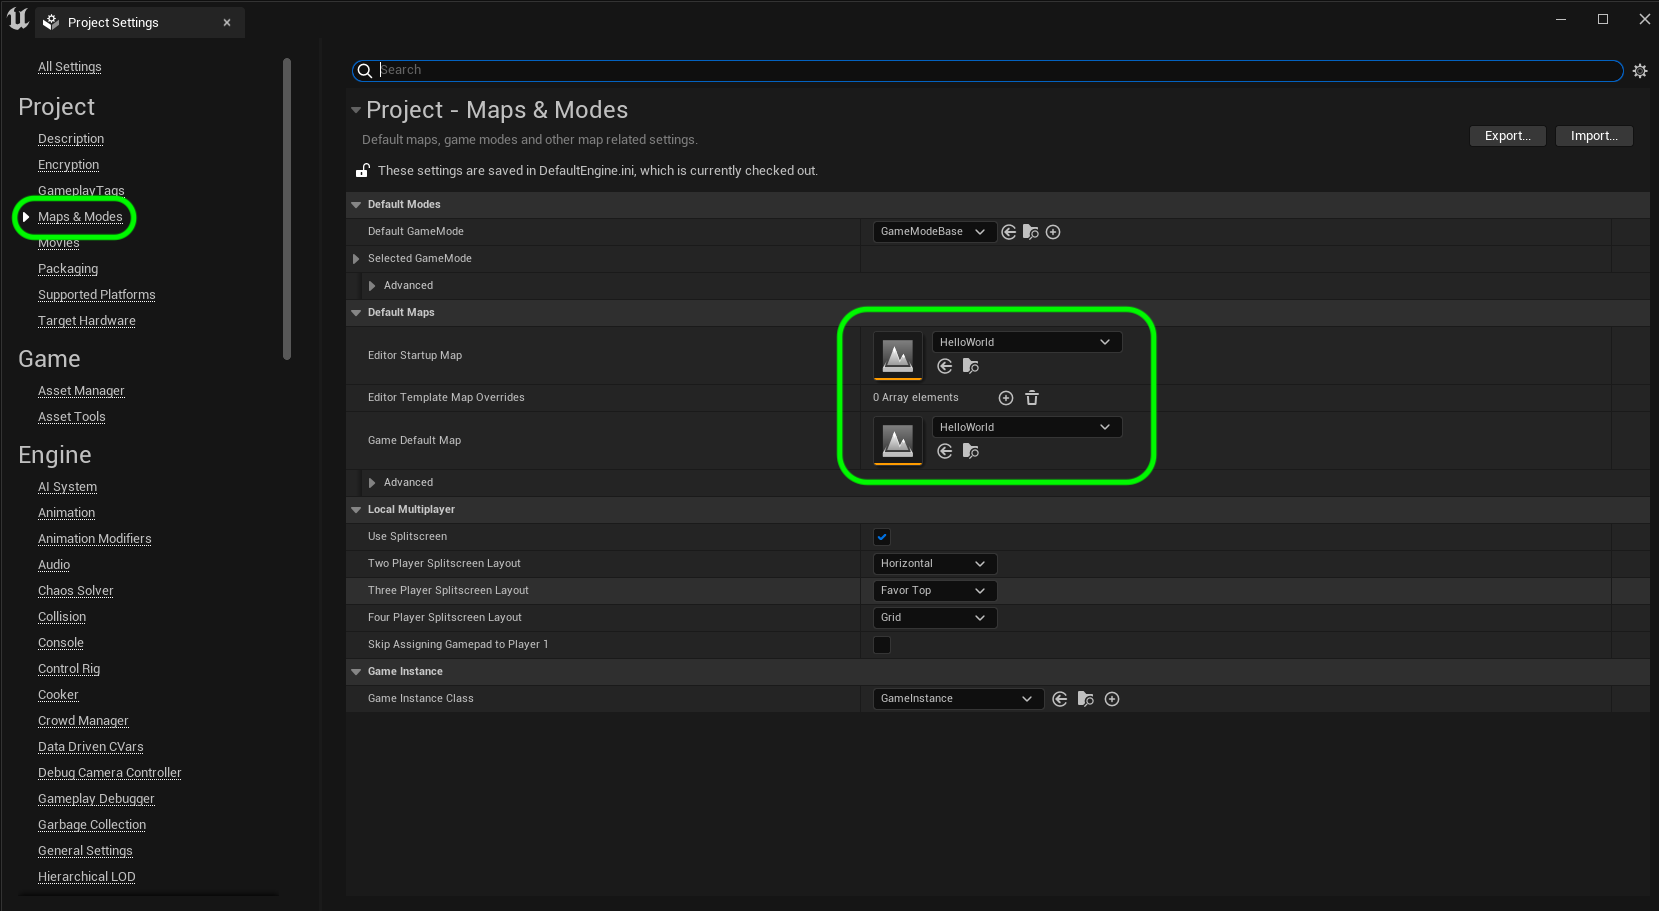 Project Settings
All Settings
Project
Description
Encryption
GameplayTags
Maps & Modes
Movies
Packaging
Supported Platforms
Target Hardware
Game
Asset Manager
Asset Tools
Engine
AI System
Animation
Animation Modifiers
Audio
Chaos Solver
Collision
Console
Control Rig
Cooker
Crowd Manager
Data Driven CVars
Debug Camera Controller
Gameplay Debugger
Garbage Collection
General Settings
Hierarchical LOD
Search
Project - Maps & Modes
Default maps, game modes and other map related settings.
Export... Import...
These settings are saved in DefaultEngine.ini, which is currently checked out.
Default Modes
Default GameMode GameModeBase
Selected GameMode
Advanced
Default Maps
Editor Startup Map HelloWorld
Editor Template Map Overrides 0 Array elements
Game Default Map HelloWorld
Advanced
Local Multiplayer
Use Splitscreen
Two Player Splitscreen Layout Horizontal
Three Player Splitscreen Layout Favor Top
Four Player Splitscreen Layout Grid
Skip Assigning Gamepad to Player 1
Game Instance
Game Instance Class GameInstance